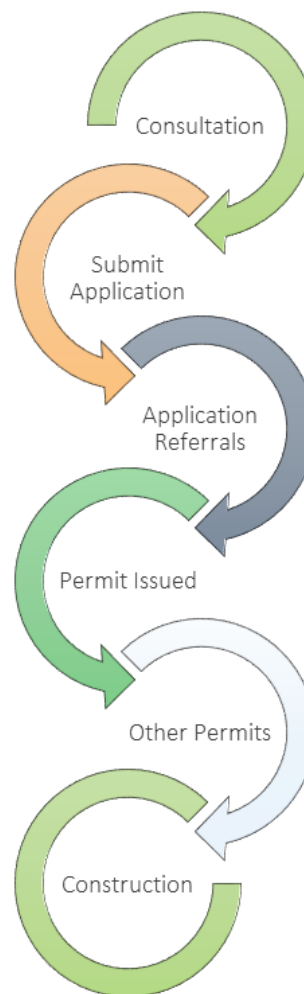 Consultation
Submit
Application
Application
Referrals
Permit Issued
Other Permits
Construction